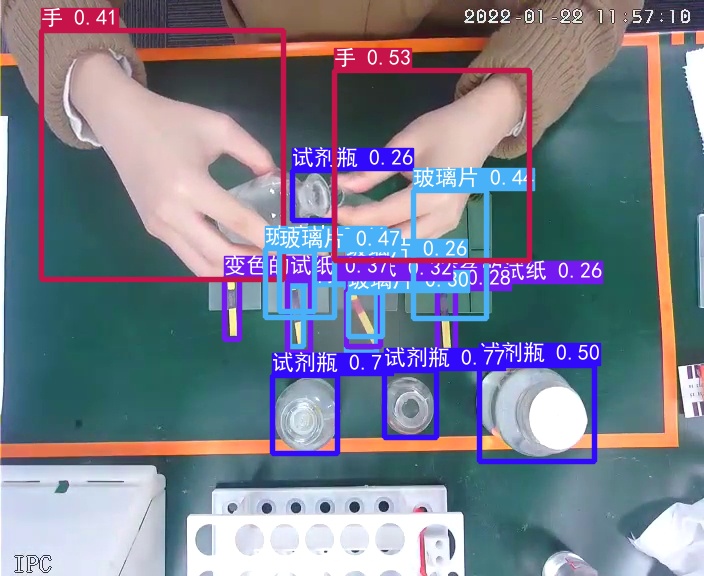 2022-01-22 11:57:10
手 0.41
手 0.53
试剂瓶 0.26
玻璃片 0.44
玻璃片 0.47
0.26
变色的试纸 0.37
0.32
试纸 0.26
玻璃片
0.30
0.28
试剂瓶 0.7
试剂瓶 0.77
试剂瓶 0.50
IPC